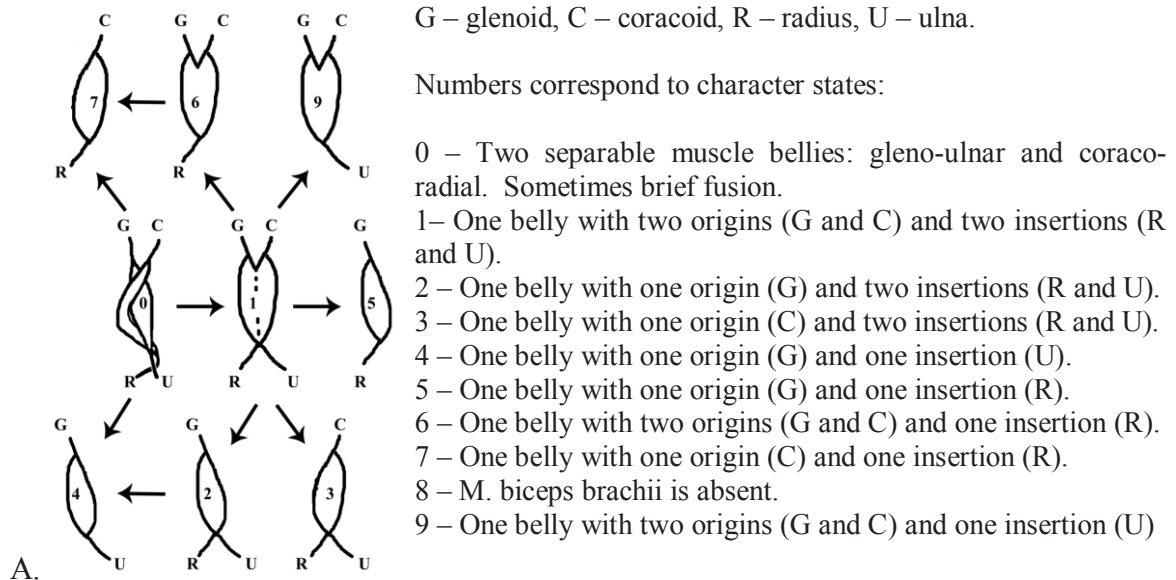 C G C G C
7 6 9
R R U
G C G C G
0 1 5
R U R U R
G G C
4 2 3
U R U R U
A.
G – glenoid, C – coracoid, R – radius, U – ulna.
Numbers correspond to character states:
0 – Two separable muscle bellies: gleno-ulnar and coraco-
radial. Sometimes brief fusion.
1– One belly with two origins (G and C) and two insertions (R
and U).
2 – One belly with one origin (G) and two insertions (R and U).
3 – One belly with one origin (C) and two insertions (R and U).
4 – One belly with one origin (G) and one insertion (U).
5 – One belly with one origin (G) and one insertion (R).
6 – One belly with two origins (G and C) and one insertion (R).
7 – One belly with one origin (C) and one insertion (R).
8 – M. biceps brachii is absent.
9 – One belly with two origins (G and C) and one insertion (U)